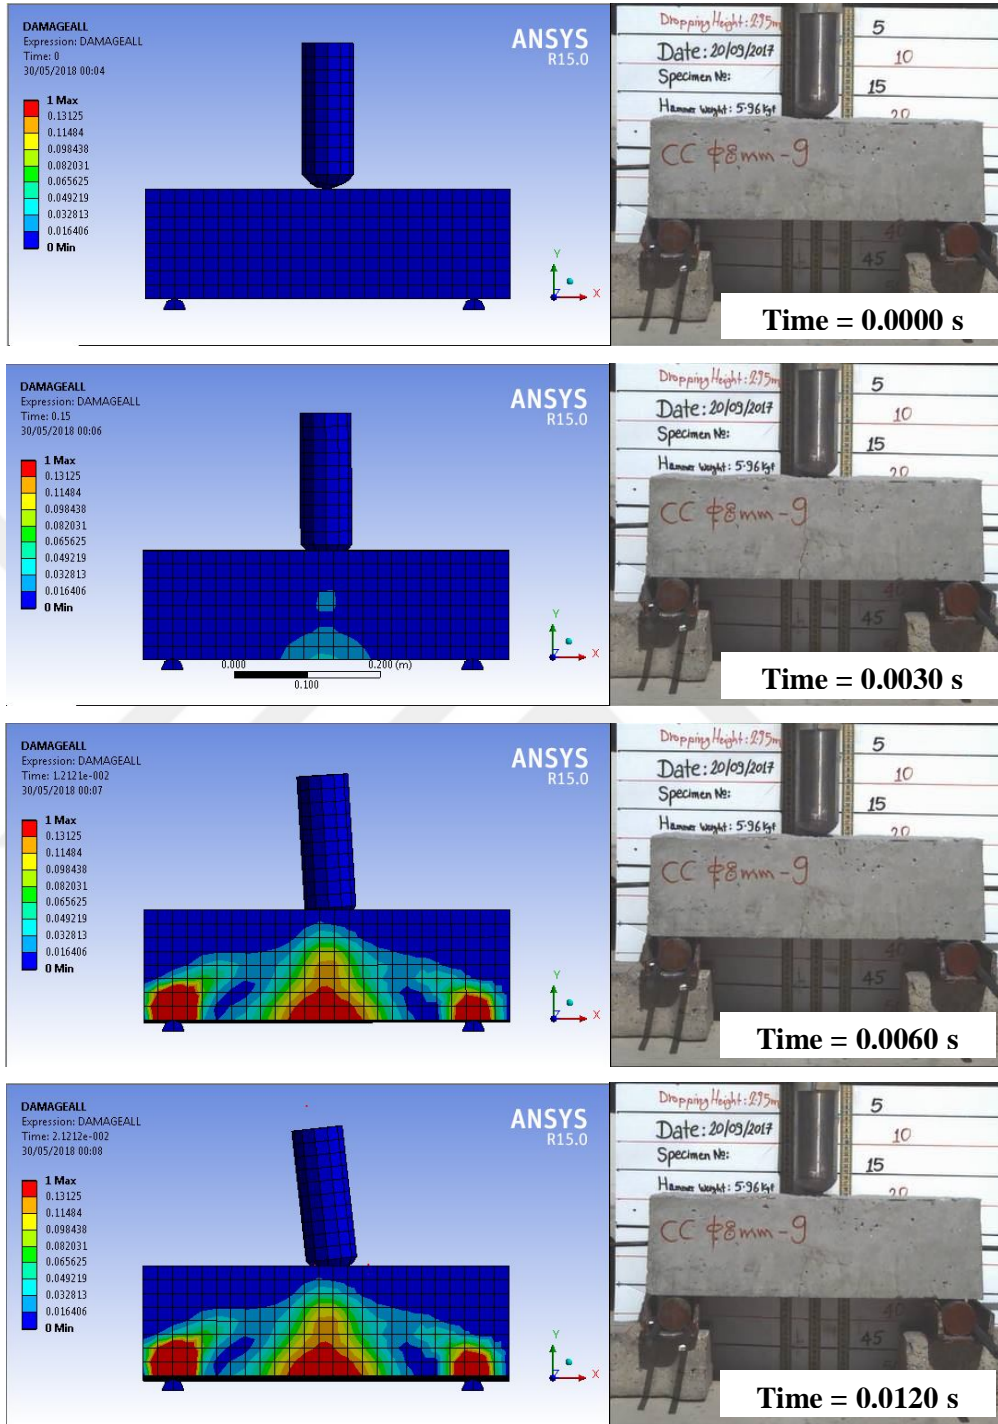 DAMAGEALL
Expression: DAMAGEALL
Time: 0
30/05/2018 00:04
1 Max
0.13125
0.11484
0.098438
0.082031
0.065625
0.049219
0.032813
0.016406
0 Min
ANSYS
R15.0
Y
Z
X
Dropping Height: 2.95m
Date: 20/09/2017
Specimen No:
Hammer Weight: 5.96 Kgf
5
10
15
20
CC ϕ8mm-9
40
45
Time = 0.0000 s
DAMAGEALL
Expression: DAMAGEALL
Time: 0.15
30/05/2018 00:06
1 Max
0.13125
0.11484
0.098438
0.082031
0.065625
0.049219
0.032813
0.016406
0 Min
ANSYS
R15.0
0.000
0.200 (m)
0.100
Y
Z
X
Dropping Height: 2.95m
Date: 20/09/2017
Specimen No:
Hammer Weight: 5.96 Kgf
5
10
15
20
CC ϕ8mm-9
Time = 0.0030 s
DAMAGEALL
Expression: DAMAGEALL
Time: 1.2121e-002
30/05/2018 00:07
1 Max
0.13125
0.11484
0.098438
0.082031
0.065625
0.049219
0.032813
0.016406
0 Min
ANSYS
R15.0
Y
Z
X
Dropping Height: 2.95m
Date: 20/09/2017
Specimen No:
Hammer Weight: 5.96 Kgf
5
10
15
20
CC ϕ8mm-9
45
Time = 0.0060 s
DAMAGEALL
Expression: DAMAGEALL
Time: 2.1212e-002
30/05/2018 00:08
1 Max
0.13125
0.11484
0.098438
0.082031
0.065625
0.049219
0.032813
0.016406
0 Min
ANSYS
R15.0
Y
Z
X
Dropping Height: 2.95m
Date: 20/09/2017
Specimen No:
Hammer Weight: 5.96 Kgf
5
10
15
20
CC ϕ8mm-9
40
45
Time = 0.0120 s